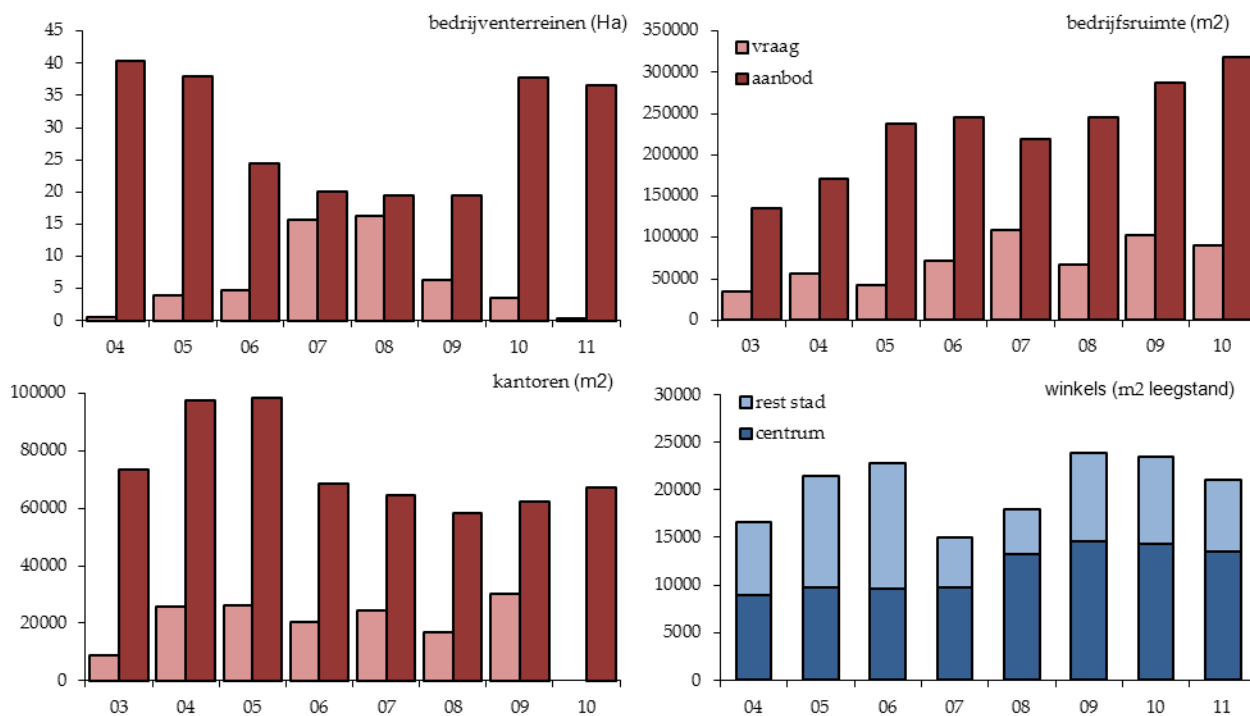 bedrijventerreinen (Ha)
45
40
35
30
25
20
15
10
5
0
04 05 06 07 08 09 10 11
bedrijfsruimte (m2)
vraag
aanbod
350000
300000
250000
200000
150000
100000
50000
0
03 04 05 06 07 08 09 10
kantoren (m2)
100000
80000
60000
40000
20000
0
03 04 05 06 07 08 09 10
winkels (m2 leegstand)
rest stad
centrum
30000
25000
20000
15000
10000
5000
0
04 05 06 07 08 09 10 11